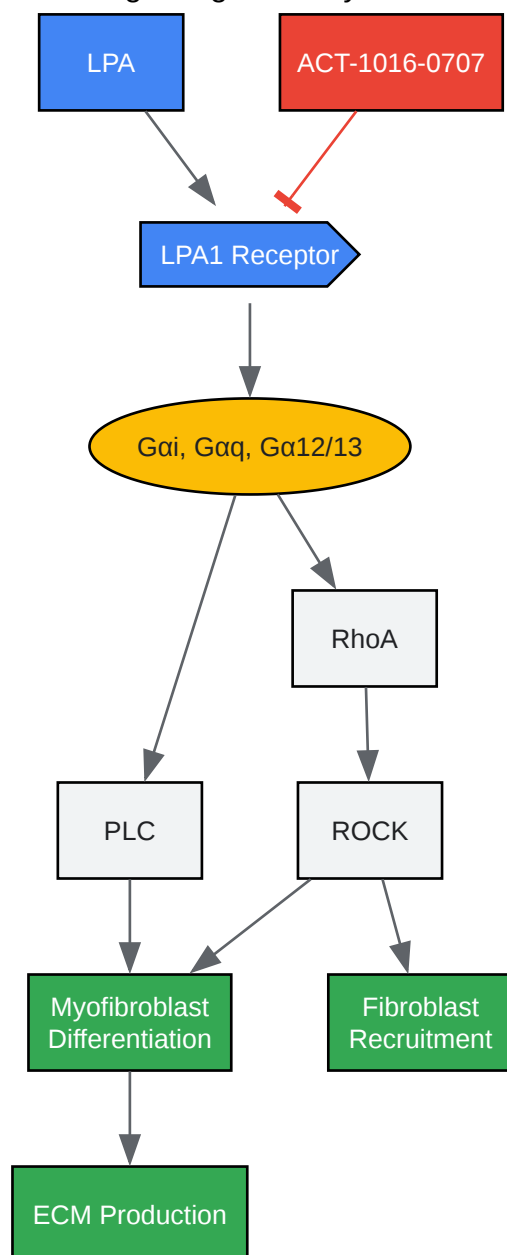 LPA
ACT-1016-0707
LPA1 Receptor
Gαi, Gαq, Gα12/13
RhoA
PLC
ROCK
Myofibroblast
Differentiation
Fibroblast
Recruitment
ECM Production